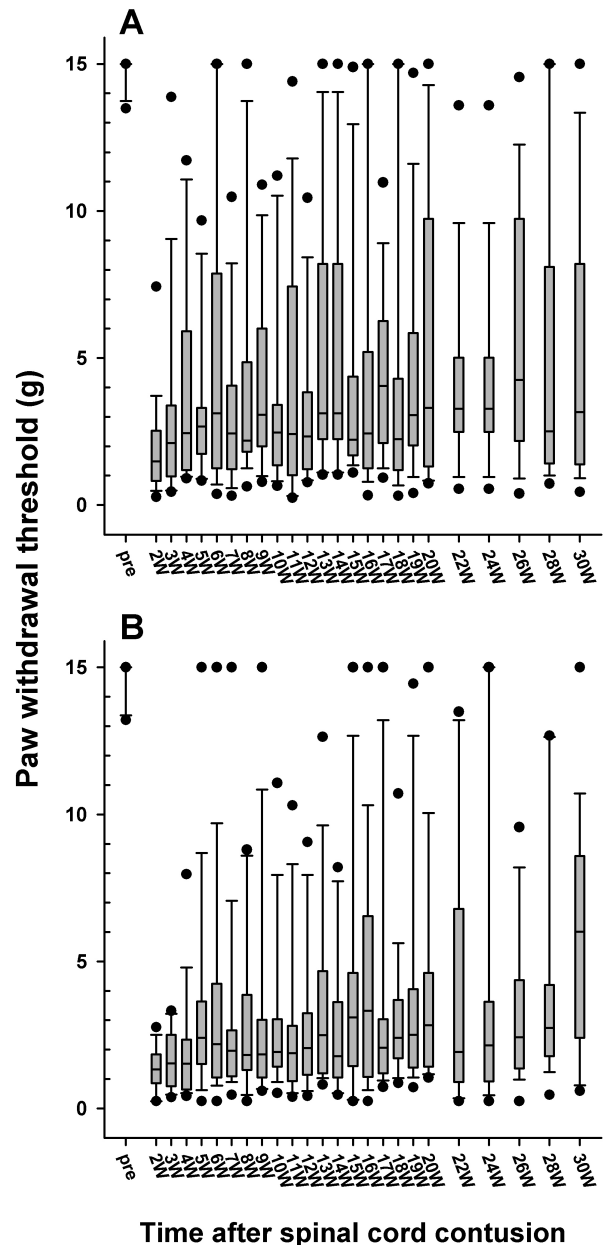 A
15
10
5
0
pre 2W 3W 4W 5W 6W 7W 8W 9W 10W 11W 12W 13W 14W 15W 16W 17W 18W 19W 20W 22W 24W 26W 28W 30W
Paw withdrawal threshold (g)
B
15
10
5
0
pre 2W 3W 4W 5W 6W 7W 8W 9W 10W 11W 12W 13W 14W 15W 16W 17W 18W 19W 20W 22W 24W 26W 28W 30W
Time after spinal cord contusion